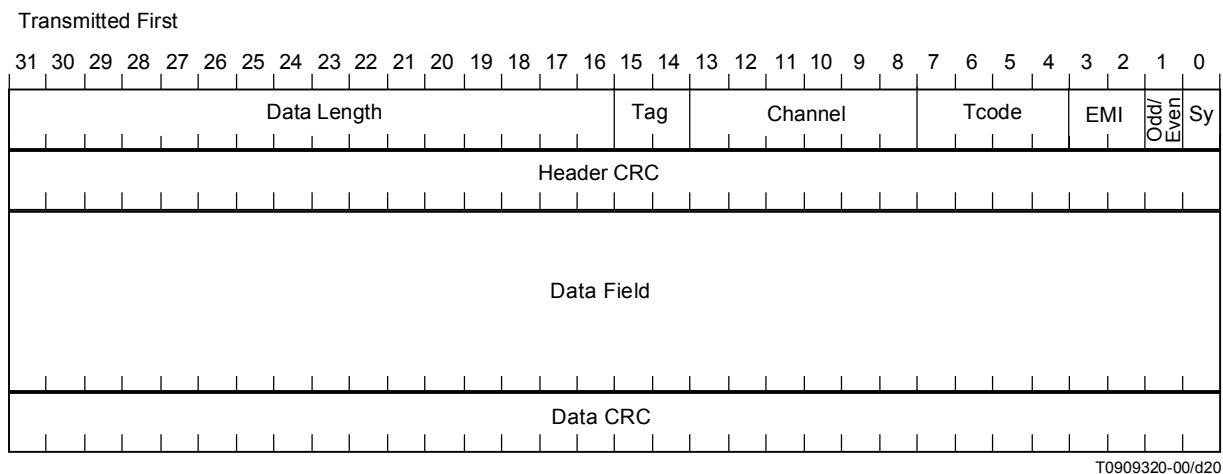 Transmitted First
31 30 29 28 27 26 25 24 23 22 21 20 19 18 17 16 15 14 13 12 11 10 9 8 7 6 5 4 3 2 1 0
Data Length Tag Channel Tcode EMI Odd/Even Sy
Header CRC
Data Field
Data CRC
T0909320-00/d20